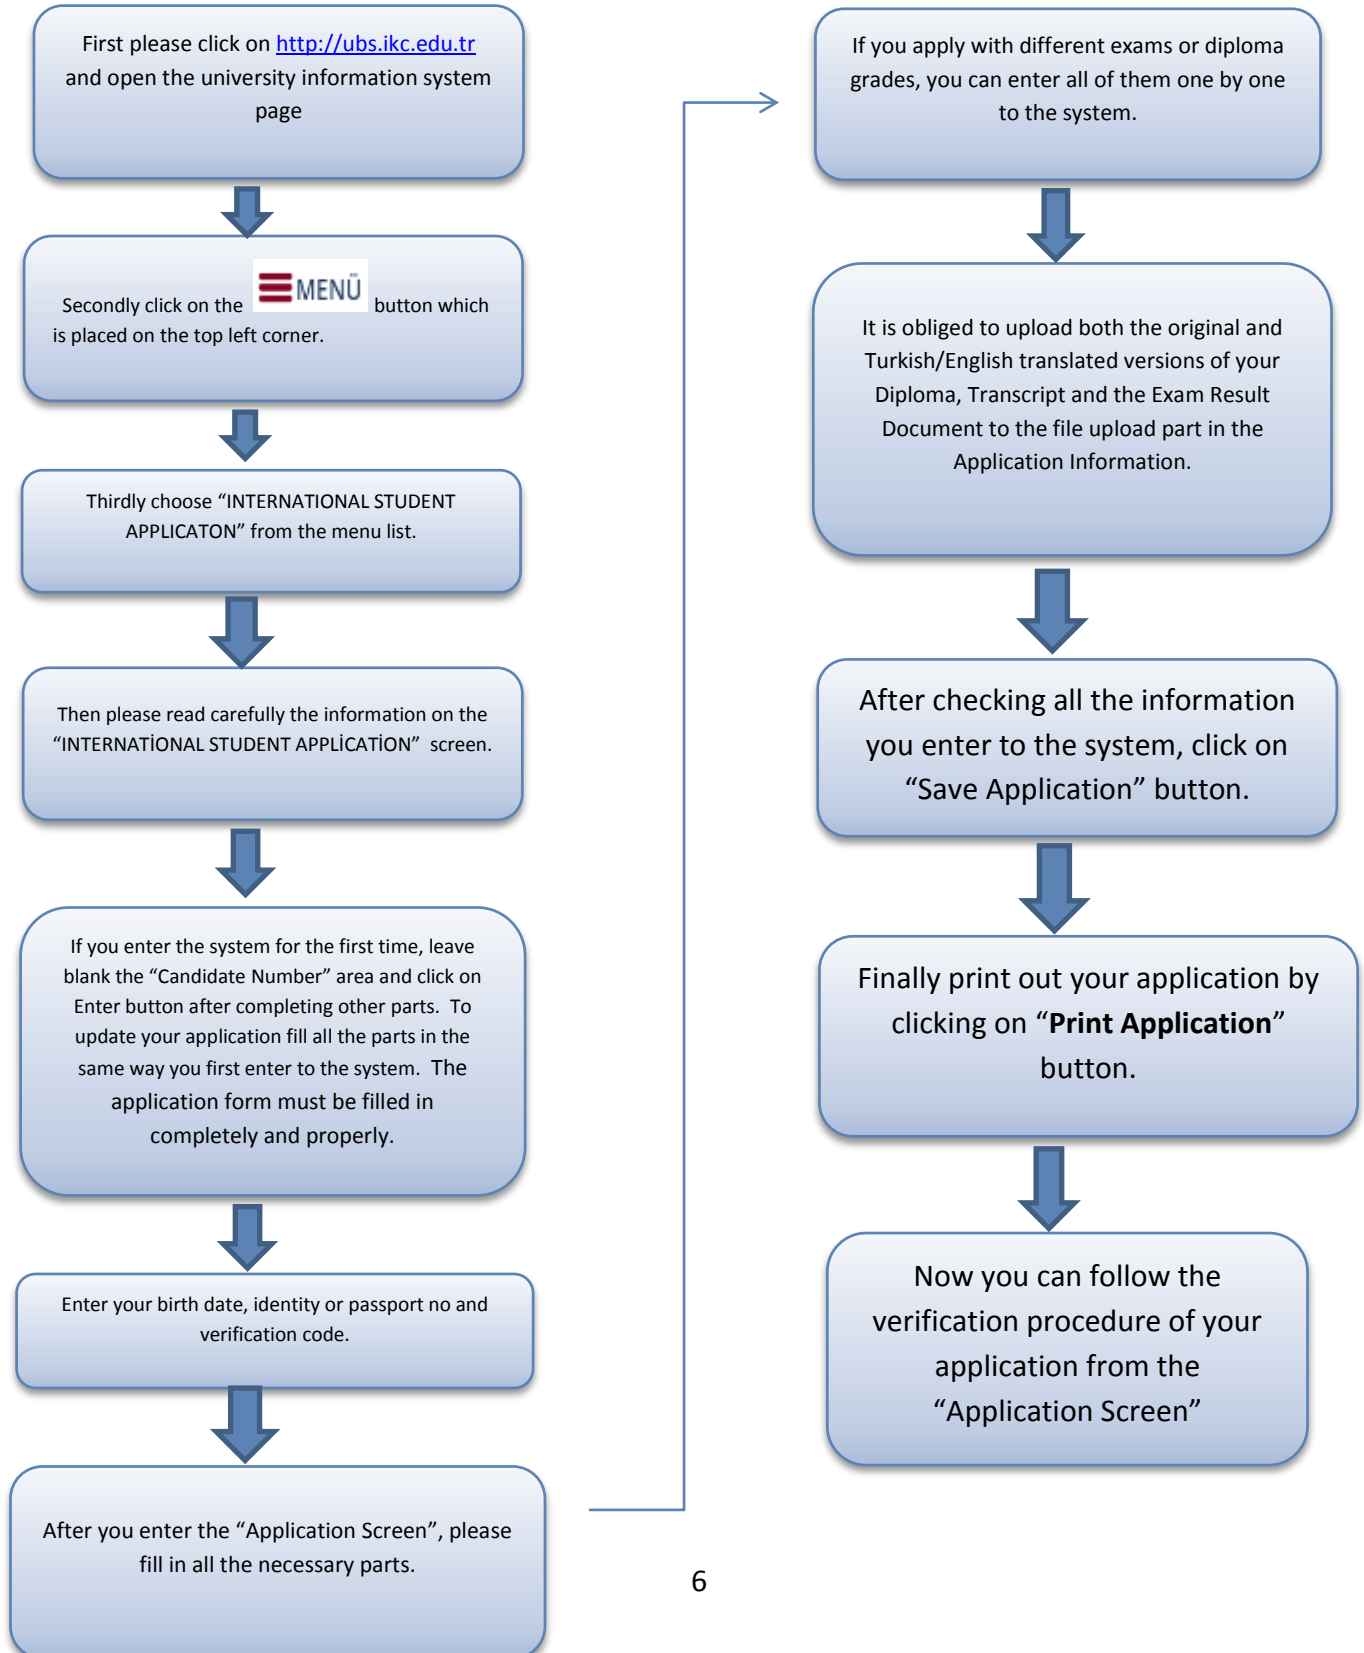 First please click on http://ubs.ikc.edu.tr
and open the university information system
page
Secondly click on the MENÜ button which
is placed on the top left corner.
Thirdly choose “INTERNATIONAL STUDENT
APPLICATON” from the menu list.
Then please read carefully the information on the
“INTERNATİONAL STUDENT APPLİCATİON” screen.
If you enter the system for the first time, leave
blank the “Candidate Number” area and click on
Enter button after completing other parts. To
update your application fill all the parts in the
same way you first enter to the system. The
application form must be filled in
completely and properly.
Enter your birth date, identity or passport no and
verification code.
After you enter the “Application Screen”, please
fill in all the necessary parts.
If you apply with different exams or diploma
grades, you can enter all of them one by one
to the system.
It is obliged to upload both the original and
Turkish/English translated versions of your
Diploma, Transcript and the Exam Result
Document to the file upload part in the
Application Information.
After checking all the information
you enter to the system, click on
“Save Application” button.
Finally print out your application by
clicking on “Print Application”
button.
Now you can follow the
verification procedure of your
application from the
“Application Screen”
6